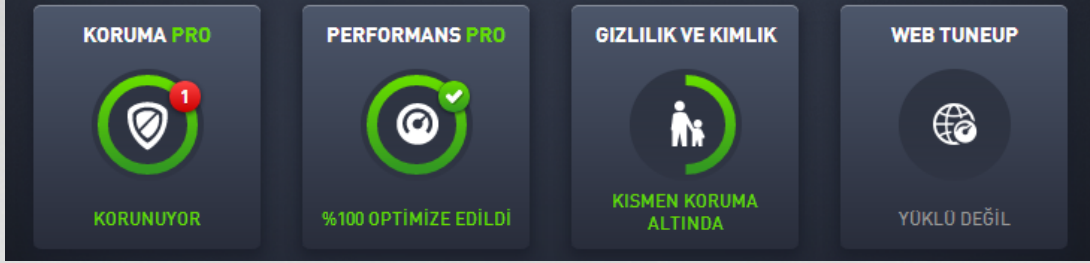 KORUMA PRO
PERFORMANS PRO
GIZLILIK VE KIMLIK
WEB TUNEUP
1
KORUNUYOR
%100 OPTİMİZE EDİLDİ
KISMEN KORUMA
ALTINDA
YÜKLÜ DEĞİL